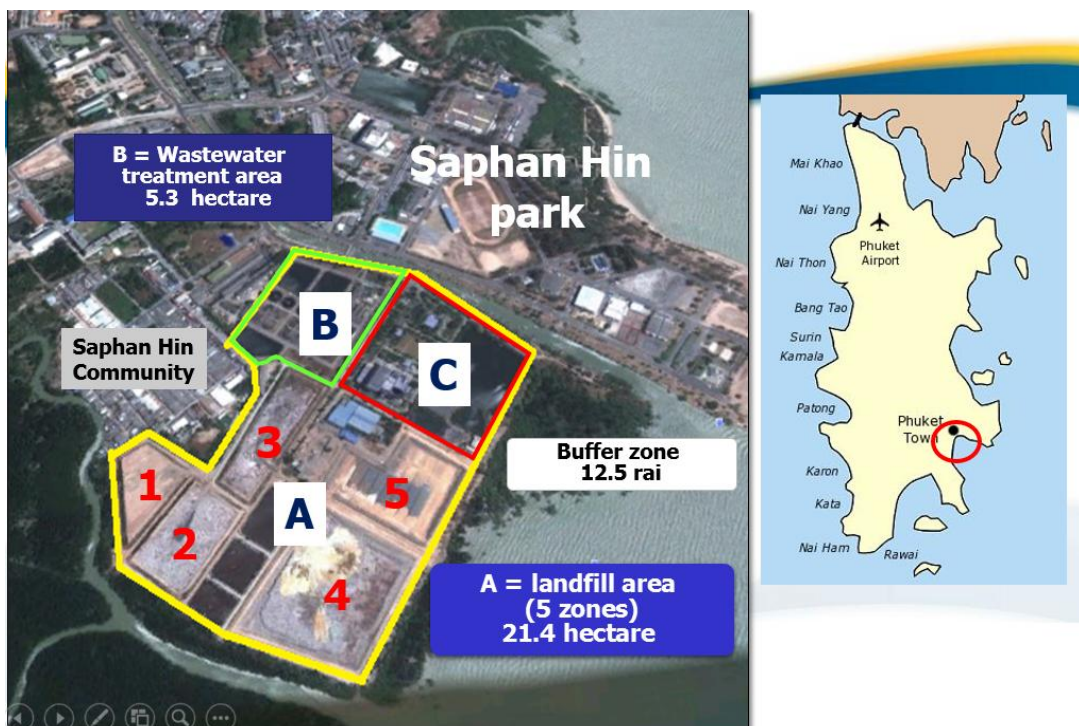 B = Wastewater
treatment area
5.3 hectare
Saphan Hin
park
B
C
Saphan Hin
Community
3
1
5
2
A
4
Buffer zone
12.5 rai
A = landfill area
(5 zones)
21.4 hectare
Mai Khao
Nai Yang
Phuket
Airport
Nai Thon
Bang Tao
Surin
Kamala
Patong
Phuket
Town
Karon
Kata
Nai Harn
Rawai